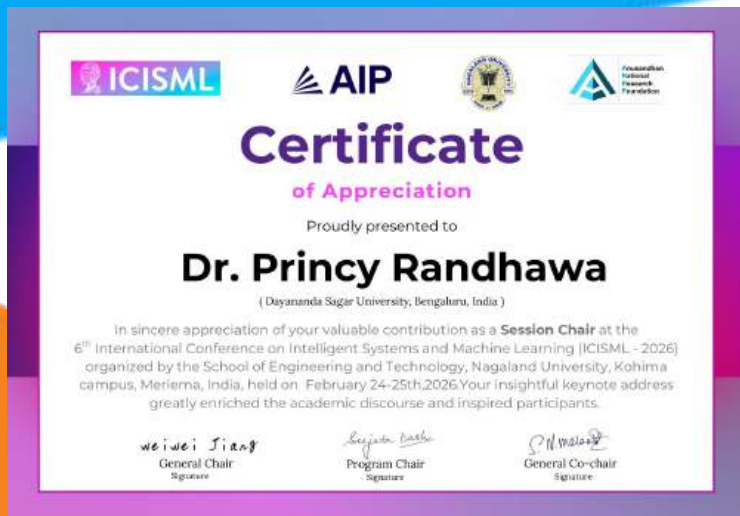 ICISML
AIP
NAGALAND UNIVERSITY
Anusandhan
National
Research
Foundation
Certificate
of Appreciation
Proudly presented to
Dr. Princy Randhawa
( Dayananda Sagar University, Bengaluru, India )
In sincere appreciation of your valuable contribution as a Session Chair at the
6th International Conference on Intelligent Systems and Machine Learning (ICISML - 2026)
organized by the School of Engineering and Technology, Nagaland University, Kohima
campus, Meriema, India, held on February 24-25th,2026.Your insightful keynote address
greatly enriched the academic discourse and inspired participants.
weiwei Jiang
General Chair
Signature
Program Chair
Signature
General Co-chair
Signature